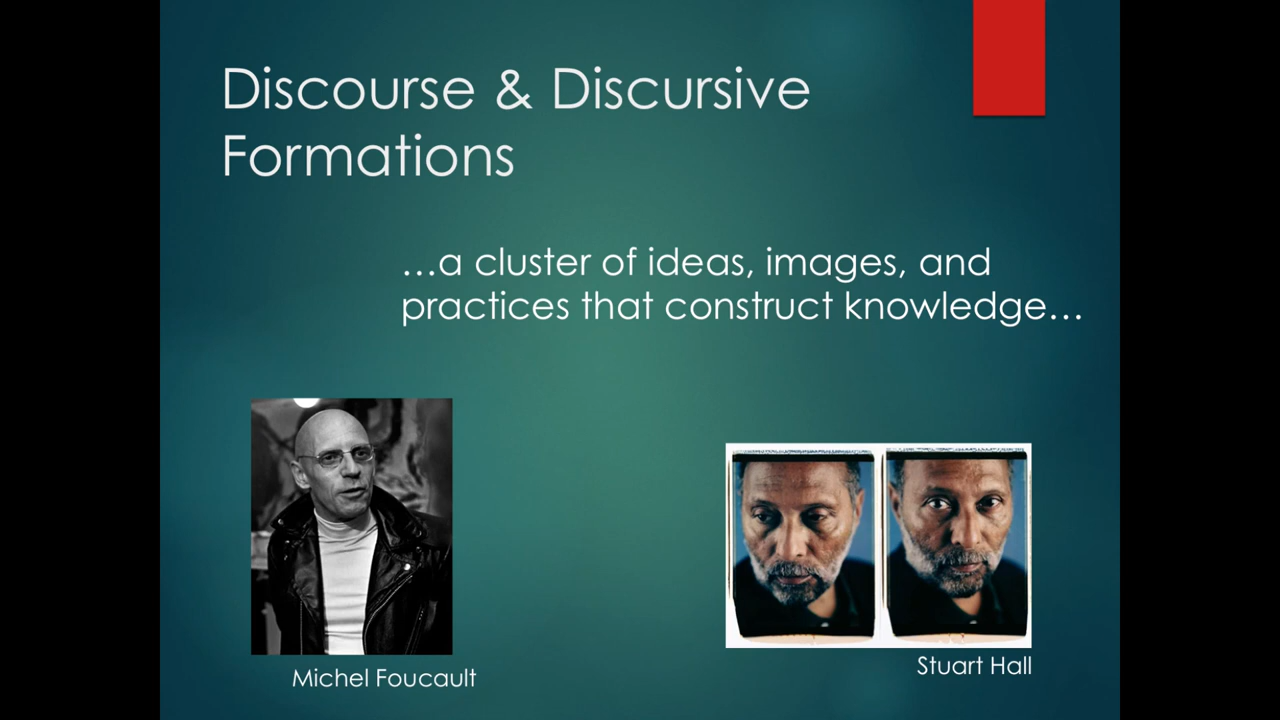 Discourse & Discursive
Formations
…a cluster of ideas, images, and
practices that construct knowledge…
Michel Foucault
Stuart Hall